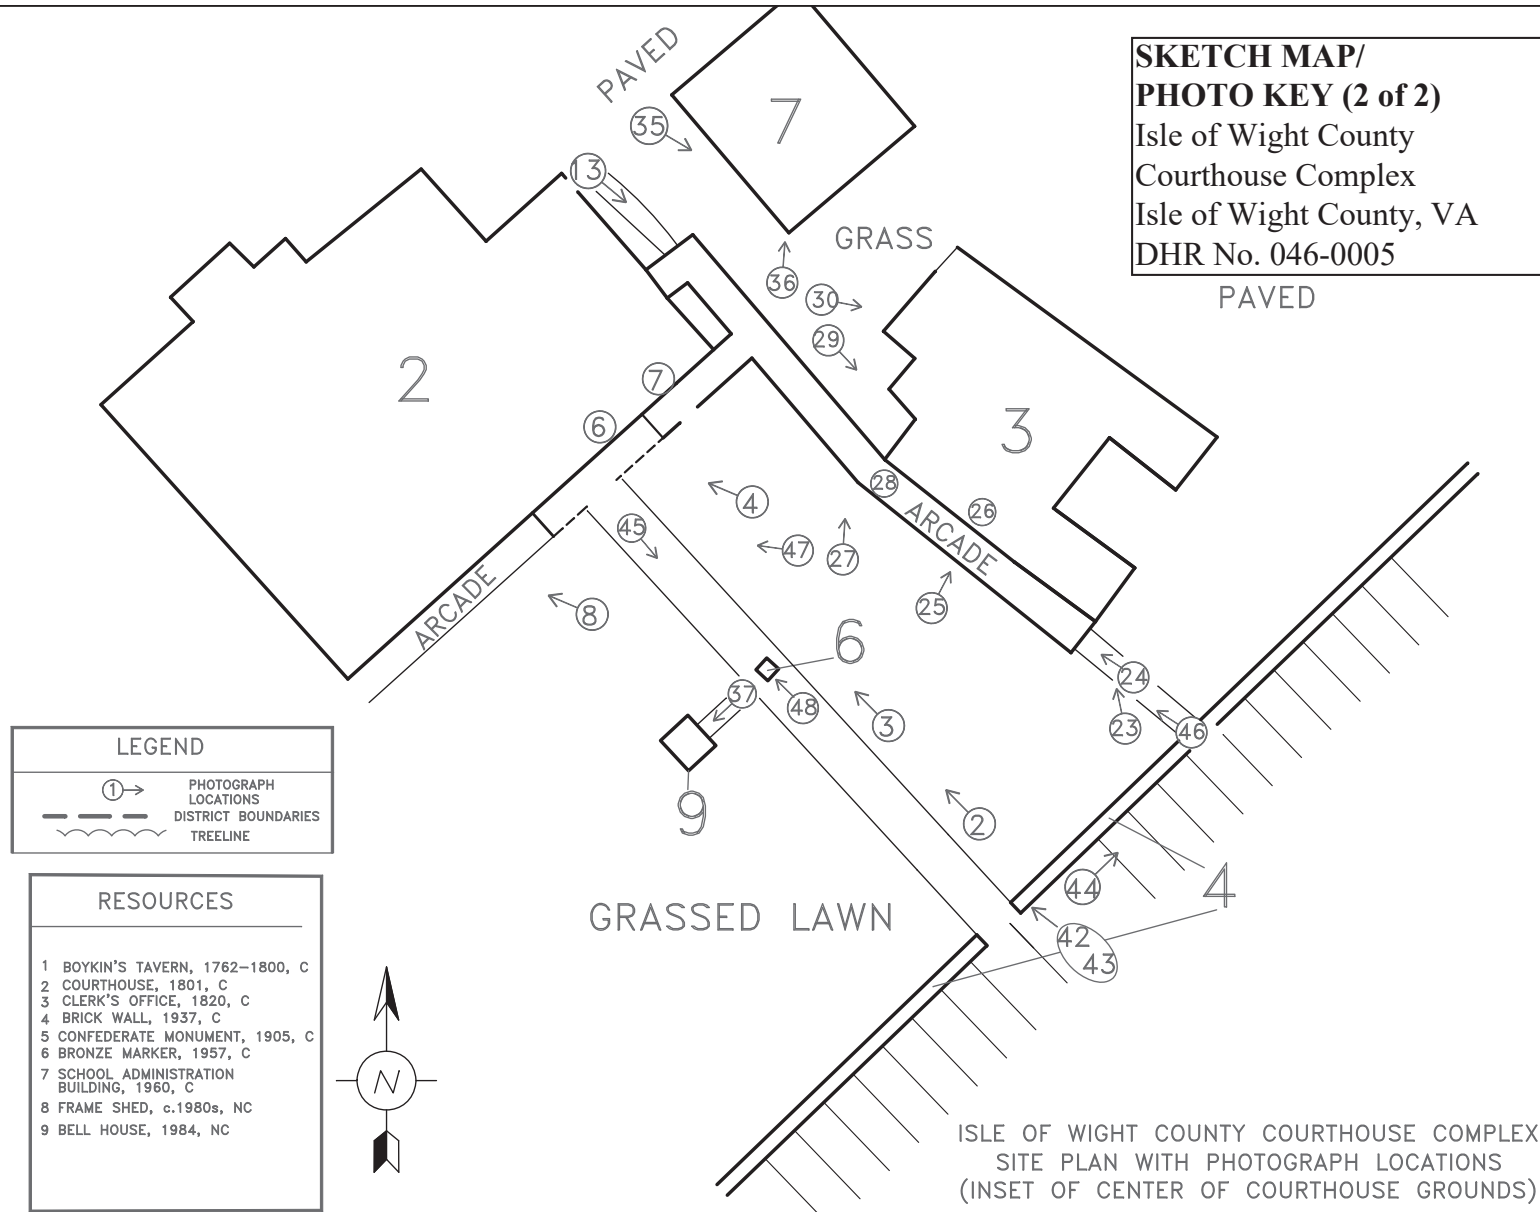 SKETCH MAP/
PHOTO KEY (2 of 2)
Isle of Wight County
Courthouse Complex
Isle of Wight County, VA
DHR No. 046-0005
PAVED
PAVED
35
7
13
GRASS
36
30
29
2
7
6
3
28
26
ARCADE
4
45
47
27
25
ARCADE
8
6
24
37
48
3
23
46
9
2
44
4
42
43
GRASSED LAWN
LEGEND
1 PHOTOGRAPH
LOCATIONS
DISTRICT BOUNDARIES
TREELINE
RESOURCES
1 BOYKIN'S TAVERN, 1762–1800, C
2 COURTHOUSE, 1801, C
3 CLERK'S OFFICE, 1820, C
4 BRICK WALL, 1937, C
5 CONFEDERATE MONUMENT, 1905, C
6 BRONZE MARKER, 1957, C
7 SCHOOL ADMINISTRATION
BUILDING, 1960, C
8 FRAME SHED, c.1980s, NC
9 BELL HOUSE, 1984, NC
N
ISLE OF WIGHT COUNTY COURTHOUSE COMPLEX
SITE PLAN WITH PHOTOGRAPH LOCATIONS
(INSET OF CENTER OF COURTHOUSE GROUNDS)